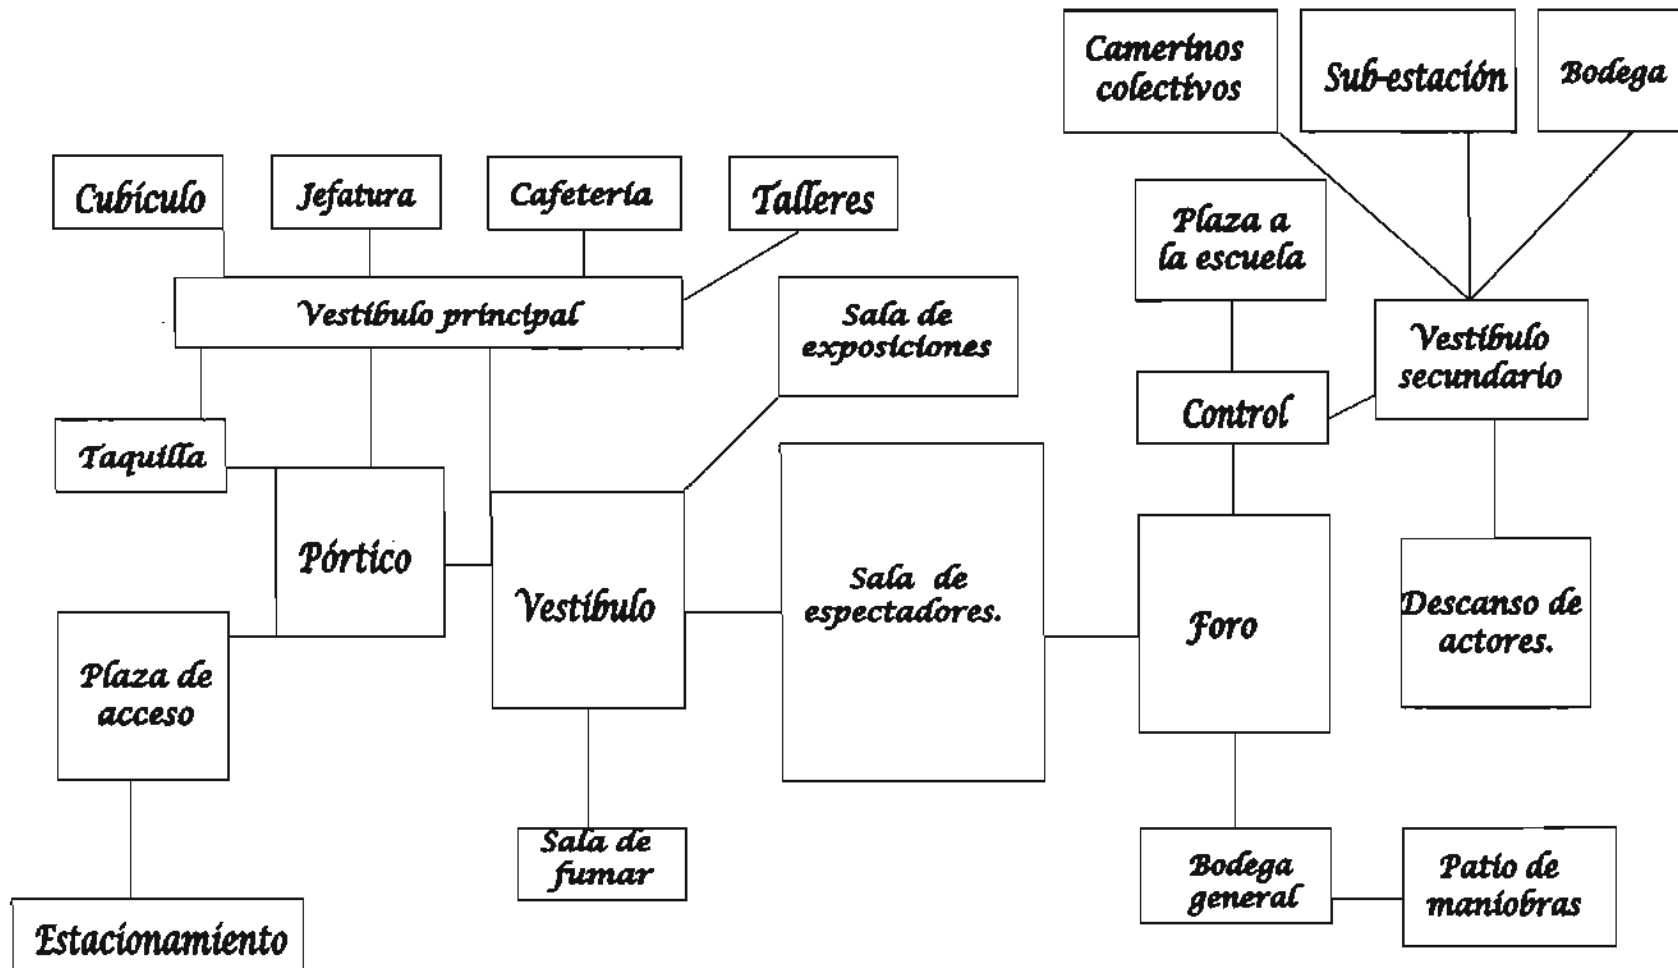 Camerinos
colectivos
Sub-estación
Bodega
Cubículo
Jefatura
Cafetería
Talleres
Plaza a
la escuela
Vestíbulo principal
Sala de
exposiciones
Vestíbulo
secundario
Control
Taquilla
Pórtico
Vestíbulo
Sala de
espectadores.
Foro
Descanso de
actores.
Plaza de
acceso
Sala de
fumar
Bodega
general
Patio de
maniobras
Estacionamiento